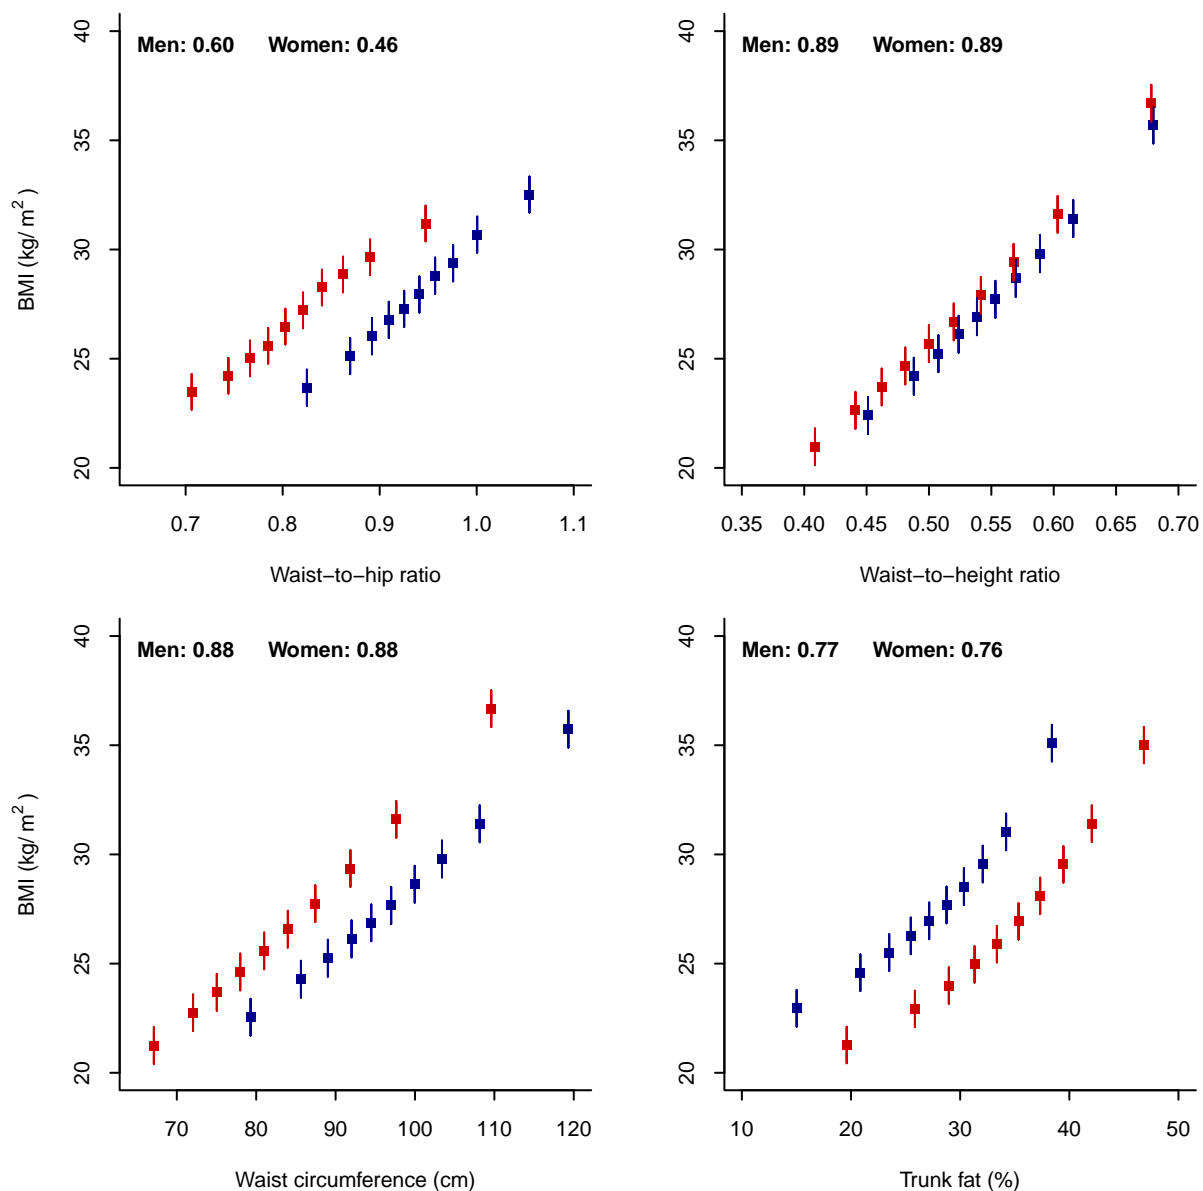 Men: 0.60 Women: 0.46
BMI (kg/ m²)
20 25 30 35 40
0.7 0.8 0.9 1.0 1.1
Waist−to−hip ratio
Men: 0.89 Women: 0.89
20 25 30 35 40
0.35 0.40 0.45 0.50 0.55 0.60 0.65 0.70
Waist−to−height ratio
Men: 0.88 Women: 0.88
BMI (kg/ m²)
20 25 30 35 40
70 80 90 100 110 120
Waist circumference (cm)
Men: 0.77 Women: 0.76
20 25 30 35 40
10 20 30 40 50
Trunk fat (%)